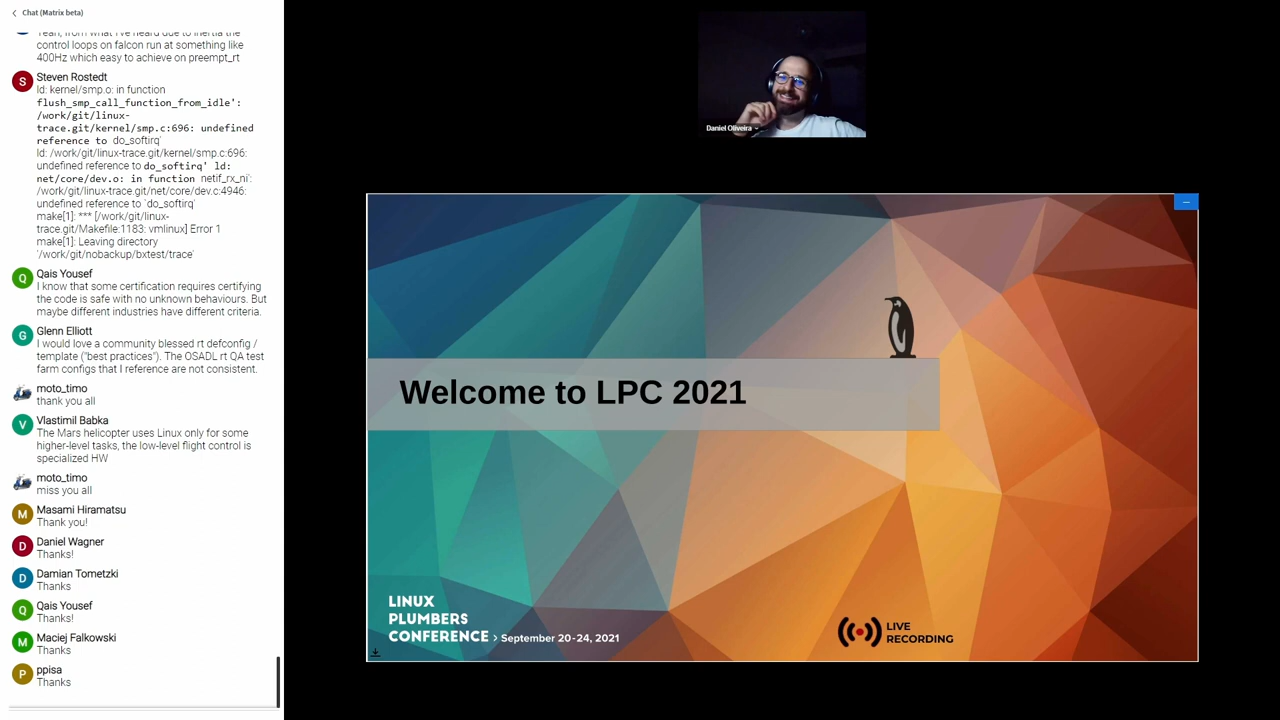 Chat (Matrix beta)
Yeah, from what I've heard due to inertia the
control loops on falcon run at something like
400Hz which easy to achieve on preempt_rt
S
Steven Rostedt
ld: kernel/smp.o: in function
flush_smp_call_function_from_idle':
/work/git/linux-
trace.git/kernel/smp.c:696: undefined
reference to do_softirq'
ld: /work/git/linux-trace.git/kernel/smp.c:696:
undefined reference to do_softirq' ld:
net/core/dev.o: in function netif_rx_ni':
/work/git/linux-trace.git/net/core/dev.c:4946:
undefined reference to `do_softirq'
make[1]: *** [/work/git/linux-
trace.git/Makefile:1183: vmlinux] Error 1
make[1]: Leaving directory
'/work/git/nobackup/bxtest/trace'
Q
Qais Yousef
I know that some certification requires certifying
the code is safe with no unknown behaviours. But
maybe different industries have different criteria.
G
Glenn Elliott
I would love a community blessed rt defconfig /
template ("best practices"). The OSADL rt QA test
farm configs that I reference are not consistent.
moto_timo
thank you all
V
Vlastimil Babka
The Mars helicopter uses Linux only for some
higher-level tasks, the low-level flight control is
specialized HW
moto_timo
miss you all
M
Masami Hiramatsu
Thank you!
D
Daniel Wagner
Thanks!
D
Damian Tometzki
Thanks
Q
Qais Yousef
Thanks!
M
Maciej Falkowski
Thanks
P
ppisa
Thanks
Daniel Oliveira
Welcome to LPC 2021
LINUX
PLUMBERS
CONFERENCE > September 20-24, 2021
LIVE
RECORDING